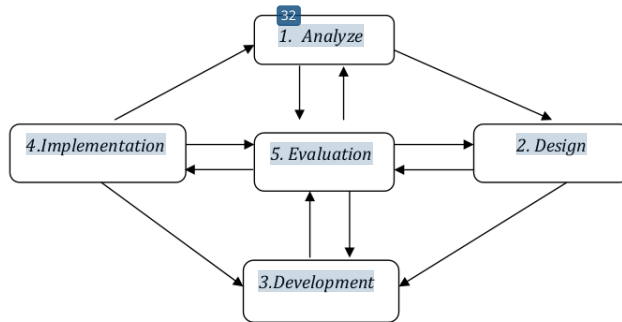 32
1. Analyze
4.Implementation
5. Evaluation
2. Design
3.Development